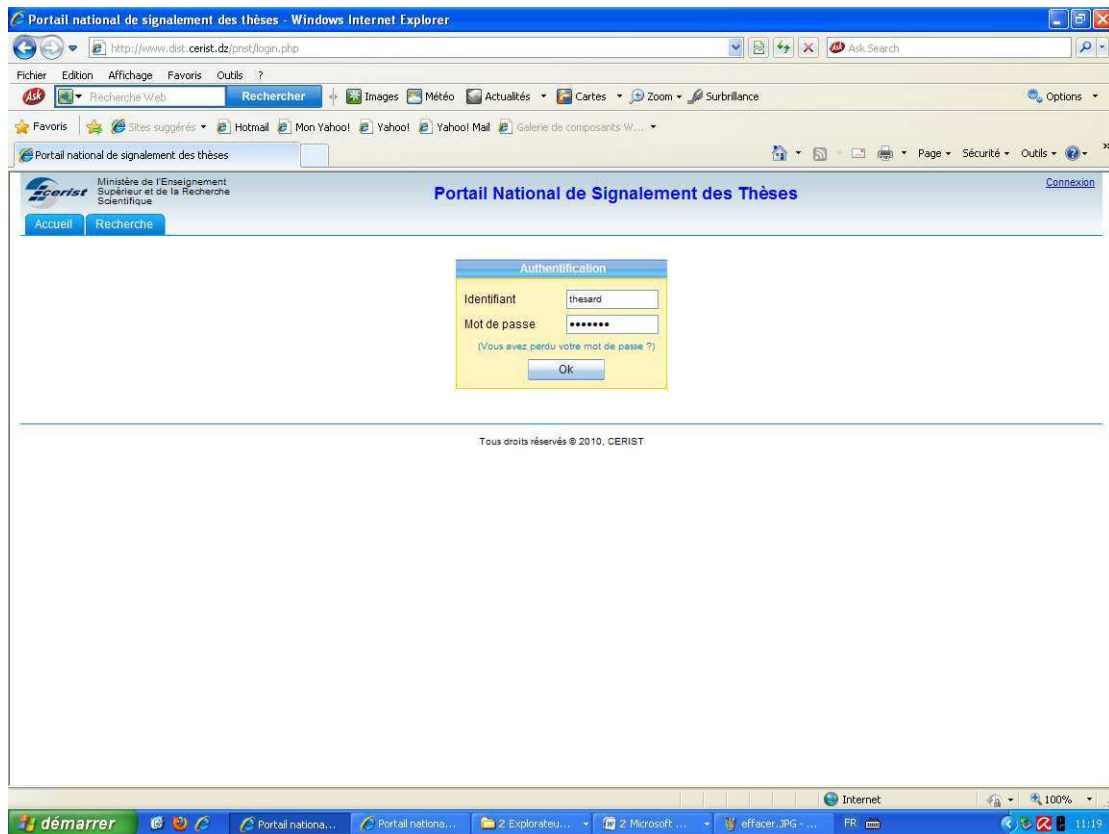 Portail national de signalement des thèses - Windows Internet Explorer
http://www.dist.cerist.dz/pnst/login.php
Ask Search
Fichier Edition Affichage Favoris Outils ?
Ask Recherche Web Rechercher Images Météo Actualités Cartes Zoom Surbrillance Options
Favoris Sites suggérés Hotmail Mon Yahoo! Yahoo! Yahoo! Mail Galerie de composants W...
Portail national de signalement des thèses Page Sécurité Outils
cerist
Ministère de l'Enseignement
Supérieur et de la Recherche
Scientifique
Portail National de Signalement des Thèses
Connexion
Accueil Recherche
Authentification
Identifiant thesard
Mot de passe •••••••
(Vous avez perdu votre mot de passe ?)
Ok
Tous droits réservés © 2010, CERIST
Internet 100%
démarrer Portail nationa... Portail nationa... 2 Explorateu... 2 Microsoft ... effacer.JPG - ... FR 11:19